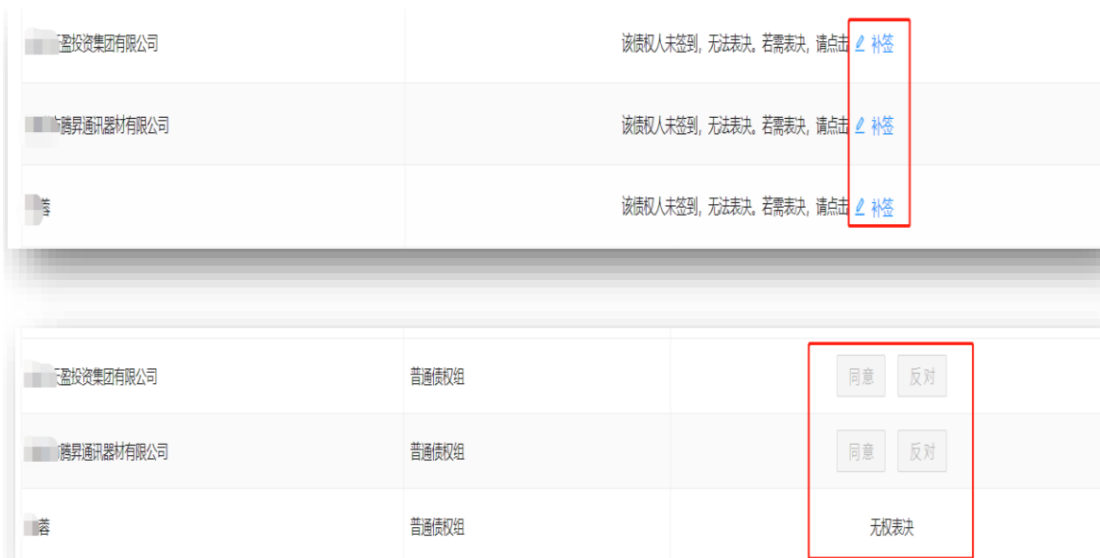 盈投资集团有限公司 该债权人未签到，无法表决。若需表决，请点击 补签
腾昇通讯器材有限公司 该债权人未签到，无法表决。若需表决，请点击 补签
蓉 该债权人未签到，无法表决。若需表决，请点击 补签
盈投资集团有限公司 普通债权组 同意 反对
腾昇通讯器材有限公司 普通债权组 同意 反对
蓉 普通债权组 无权表决